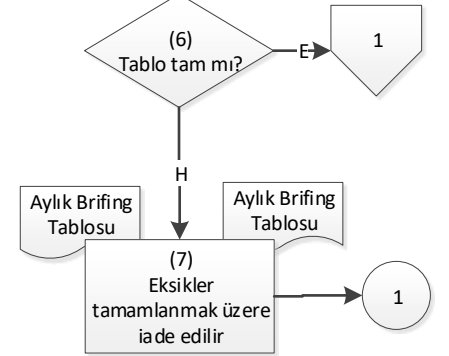 (6)
Tablo tam mı?
E
1
H
Aylık Brifing
Tablosu
Aylık Brifing
Tablosu
(7)
Eksikler
tamamlanmak üzere
iade edilir
1